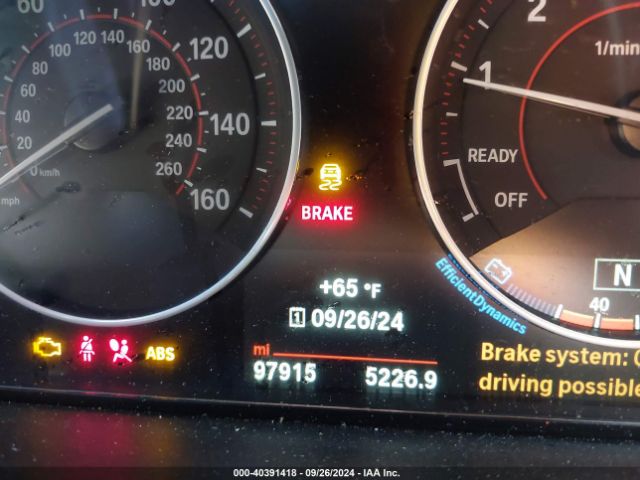 60
100
2
80 100 120 140
120
1/min
60
160
180
1
40
200
220
140
20
240
READY
0 km/h
260
mph
160
OFF
BRAKE
N
+65 °F
EfficientDynamics
1 09/26/24
40
ABS
mi
Brake system:
97915
5226.9
driving possible
000-40391418 - 09/26/2024 - IAA Inc.